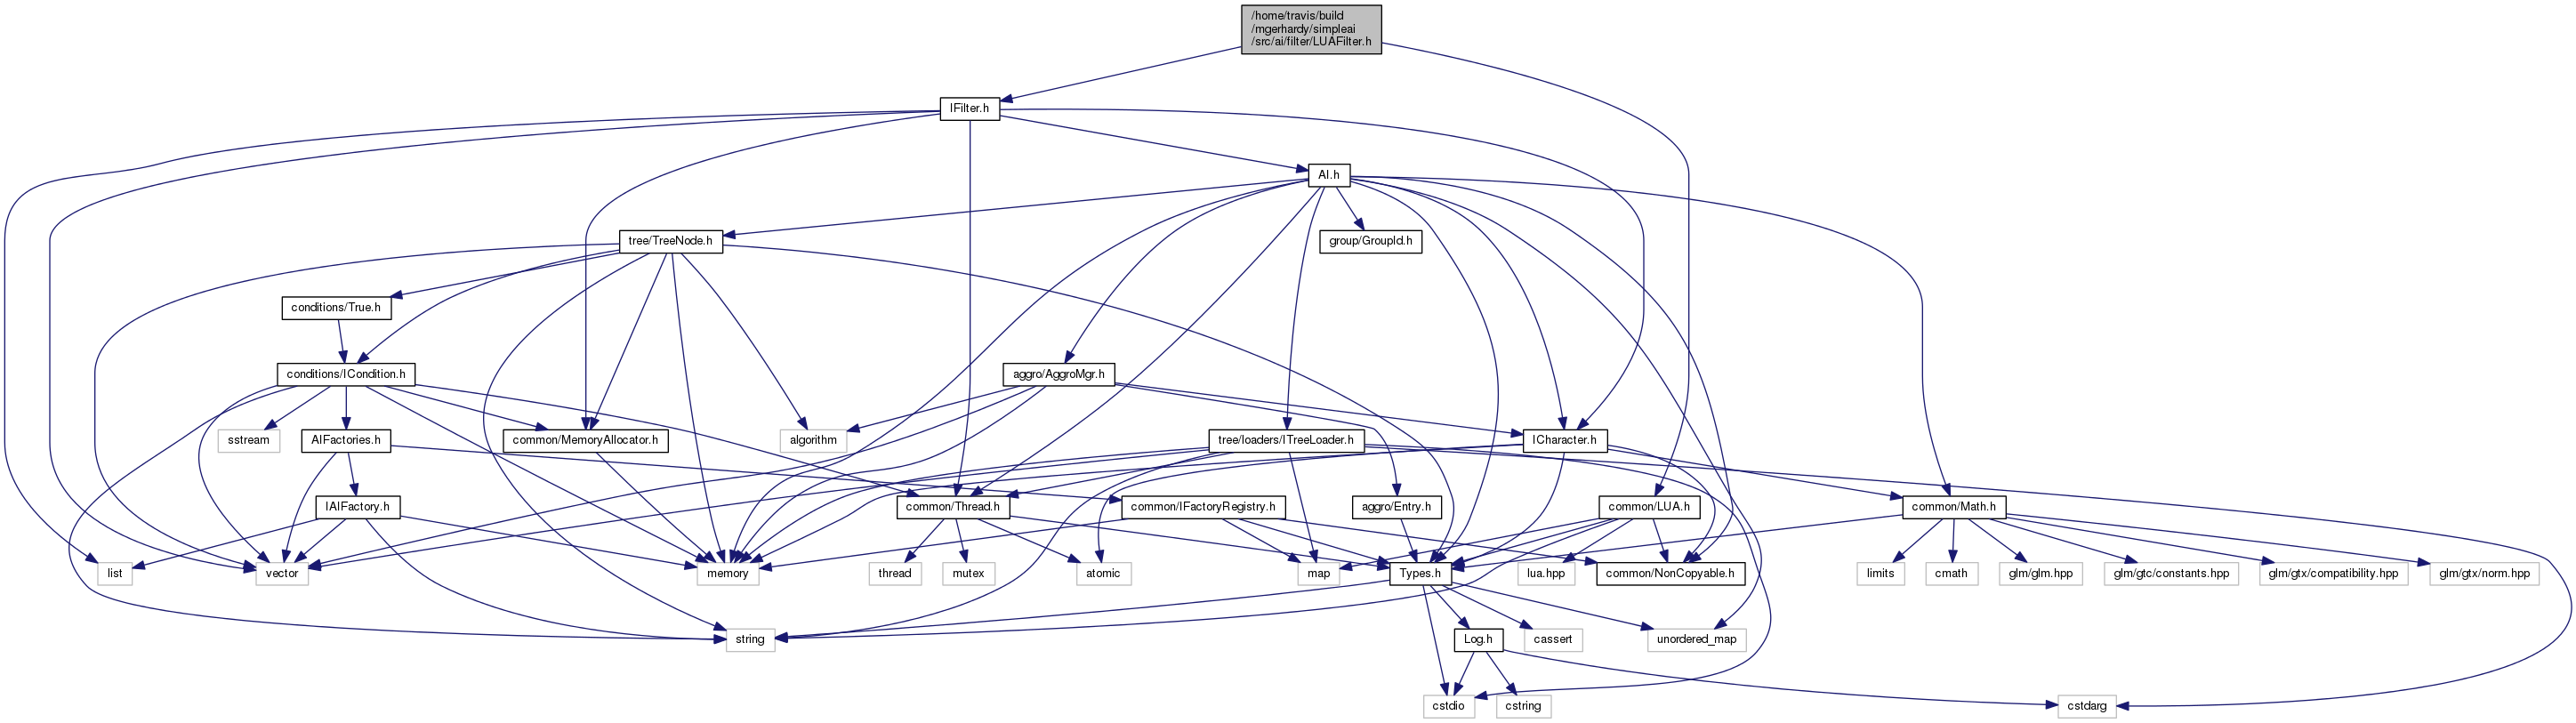 /home/travis/build
/mgerhardy/simpleai
/src/ai/filter/LUAFilter.h
IFilter.h
AI.h
tree/TreeNode.h
group/GroupId.h
conditions/True.h
conditions/ICondition.h
aggro/AggroMgr.h
sstream
AIFactories.h
common/MemoryAllocator.h
algorithm
tree/loaders/ITreeLoader.h
ICharacter.h
IAIFactory.h
common/Thread.h
common/IFactoryRegistry.h
aggro/Entry.h
common/LUA.h
common/Math.h
list
vector
memory
thread
mutex
atomic
map
Types.h
lua.hpp
common/NonCopyable.h
limits
cmath
glm/glm.hpp
glm/gtc/constants.hpp
glm/gtx/compatibility.hpp
glm/gtx/norm.hpp
string
Log.h
cassert
unordered_map
cstdio
cstring
cstdarg